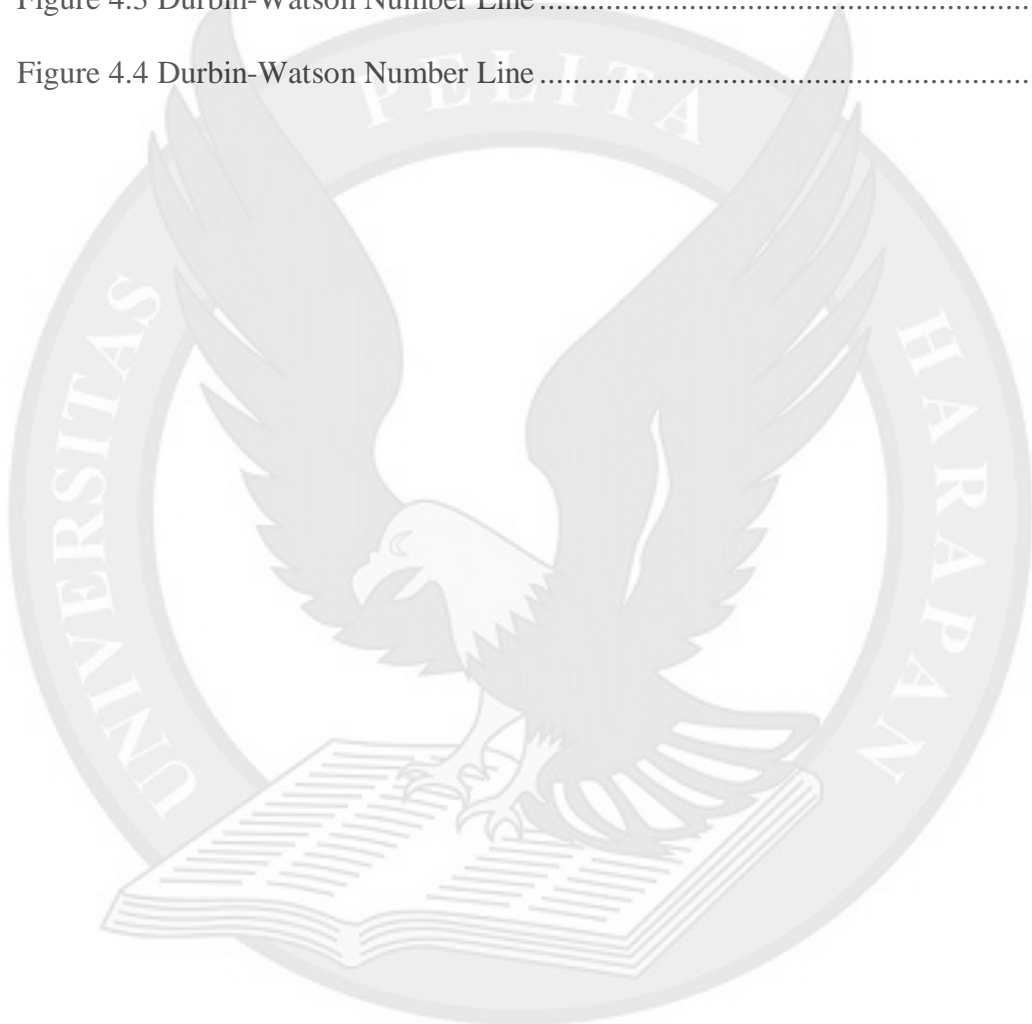 Figure 4.3 Durbin-Watson Number Line ........................................................
Figure 4.4 Durbin-Watson Number Line ........................................................
PELITA
UNIVERSITAS
HARAPAN